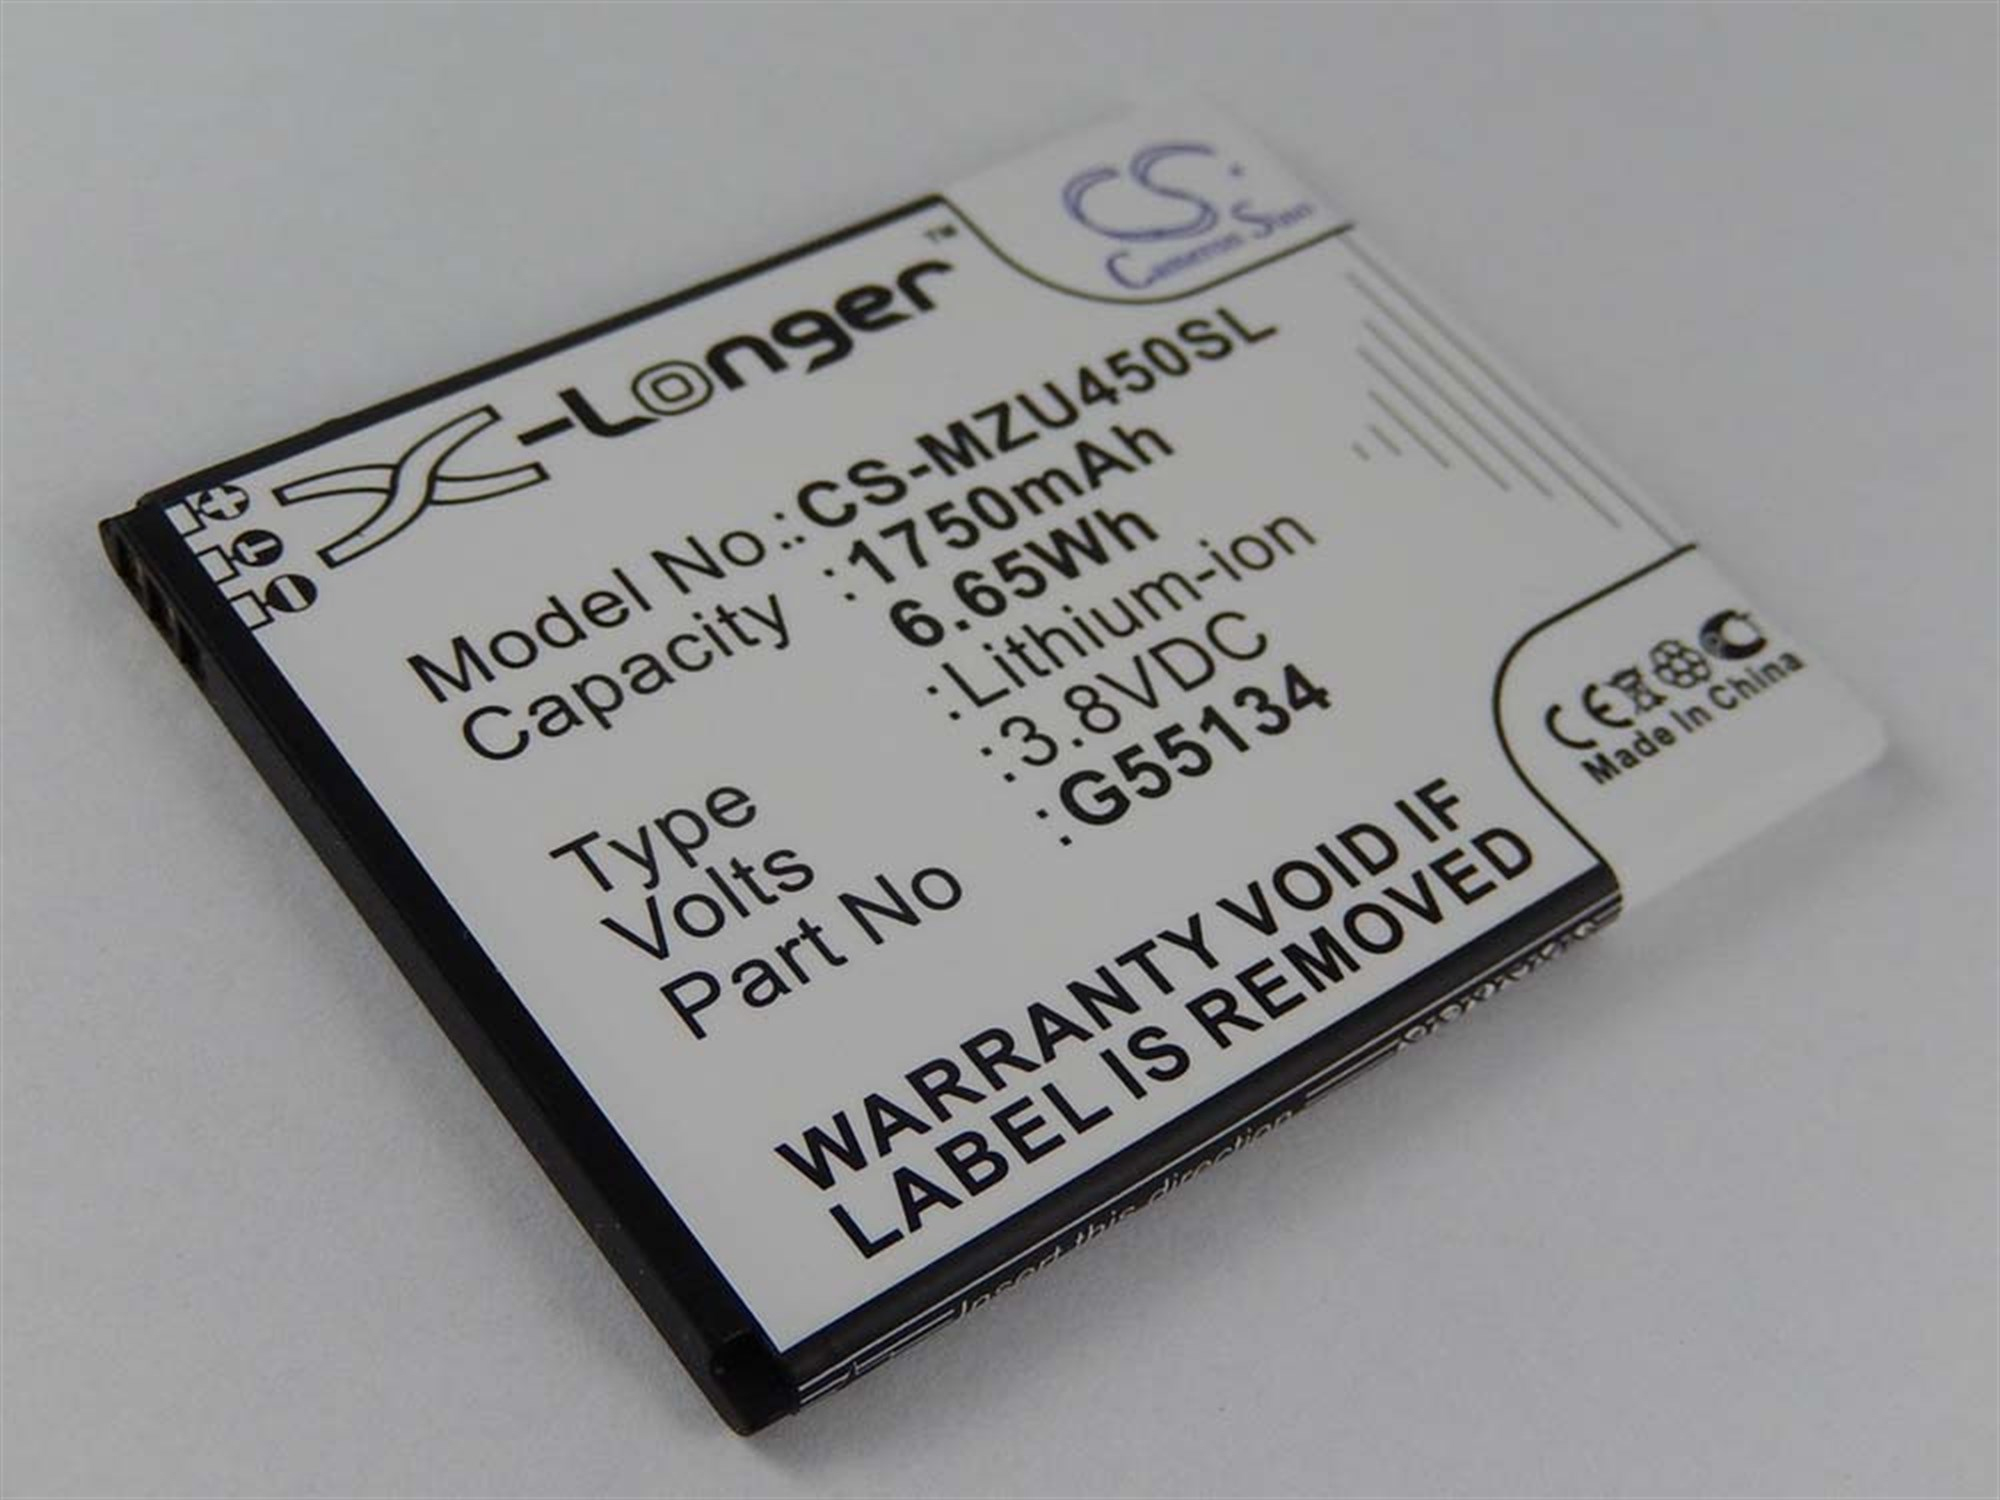 X-Longer™
CS
Cameron Sino
Model No.:CS-MZU450SL
Capacity :1750mAh
6.65Wh
Type :Lithium-ion
Volts :3.8VDC
Part No :G55134
WARRANTY VOID IF
LABEL IS REMOVED
CE
Made In China
Insert this direction